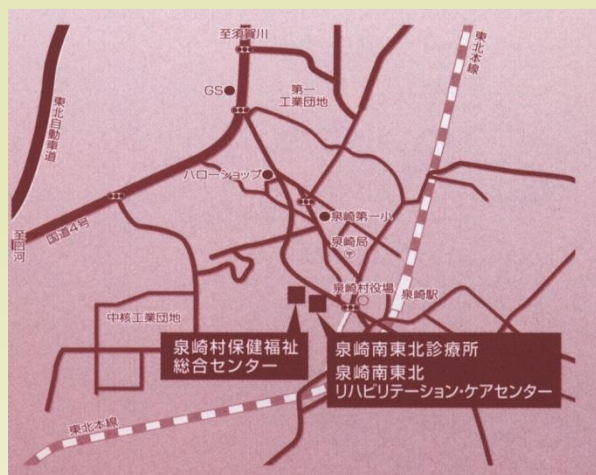 至須賀川
東北本線
東北自動車道
GS
第一
工業団地
ハローショップ
泉崎第一小
泉崎局
至白河
国道4号
泉崎村役場
泉崎駅
中核工業団地
泉崎村保健福祉
総合センター
泉崎南東北診療所
泉崎南東北
リハビリテーション・ケアセンター
東北本線